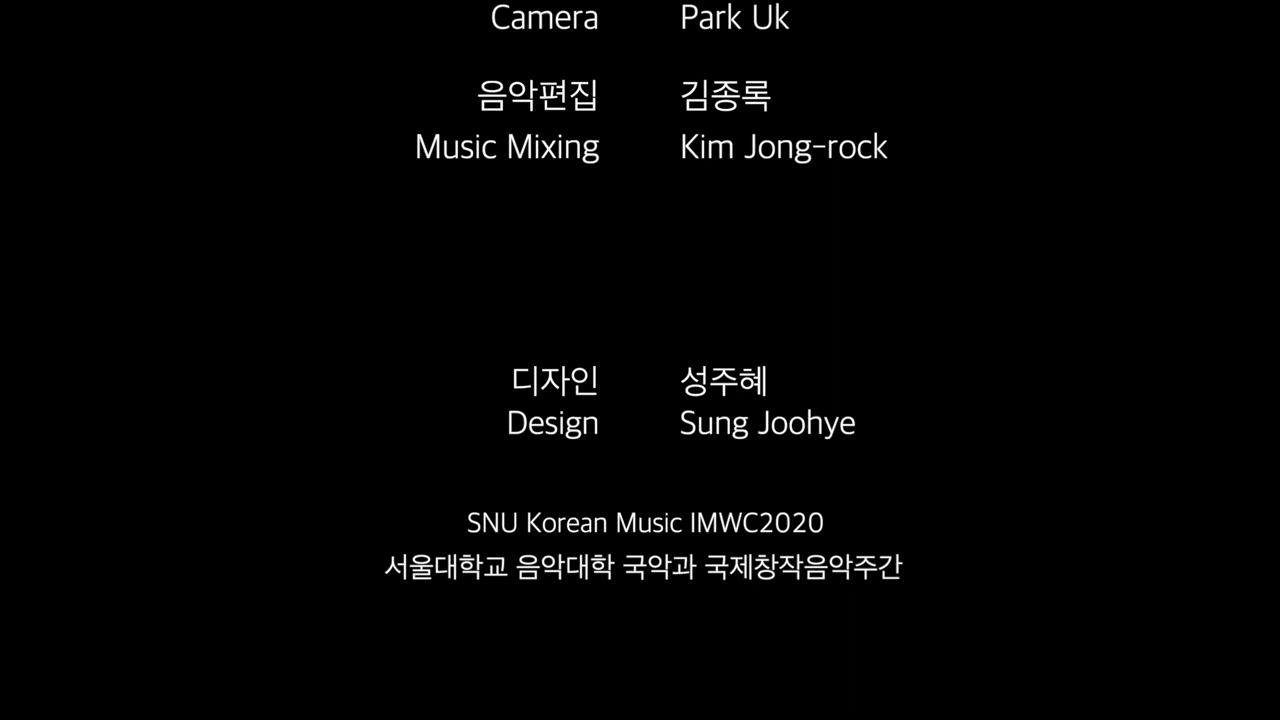 Camera Park Uk
음악편집 김종록
Music Mixing Kim Jong-rock
디자인 성주혜
Design Sung Joohye
SNU Korean Music IMWC2020
서울대학교 음악대학 국악과 국제창작음악주간